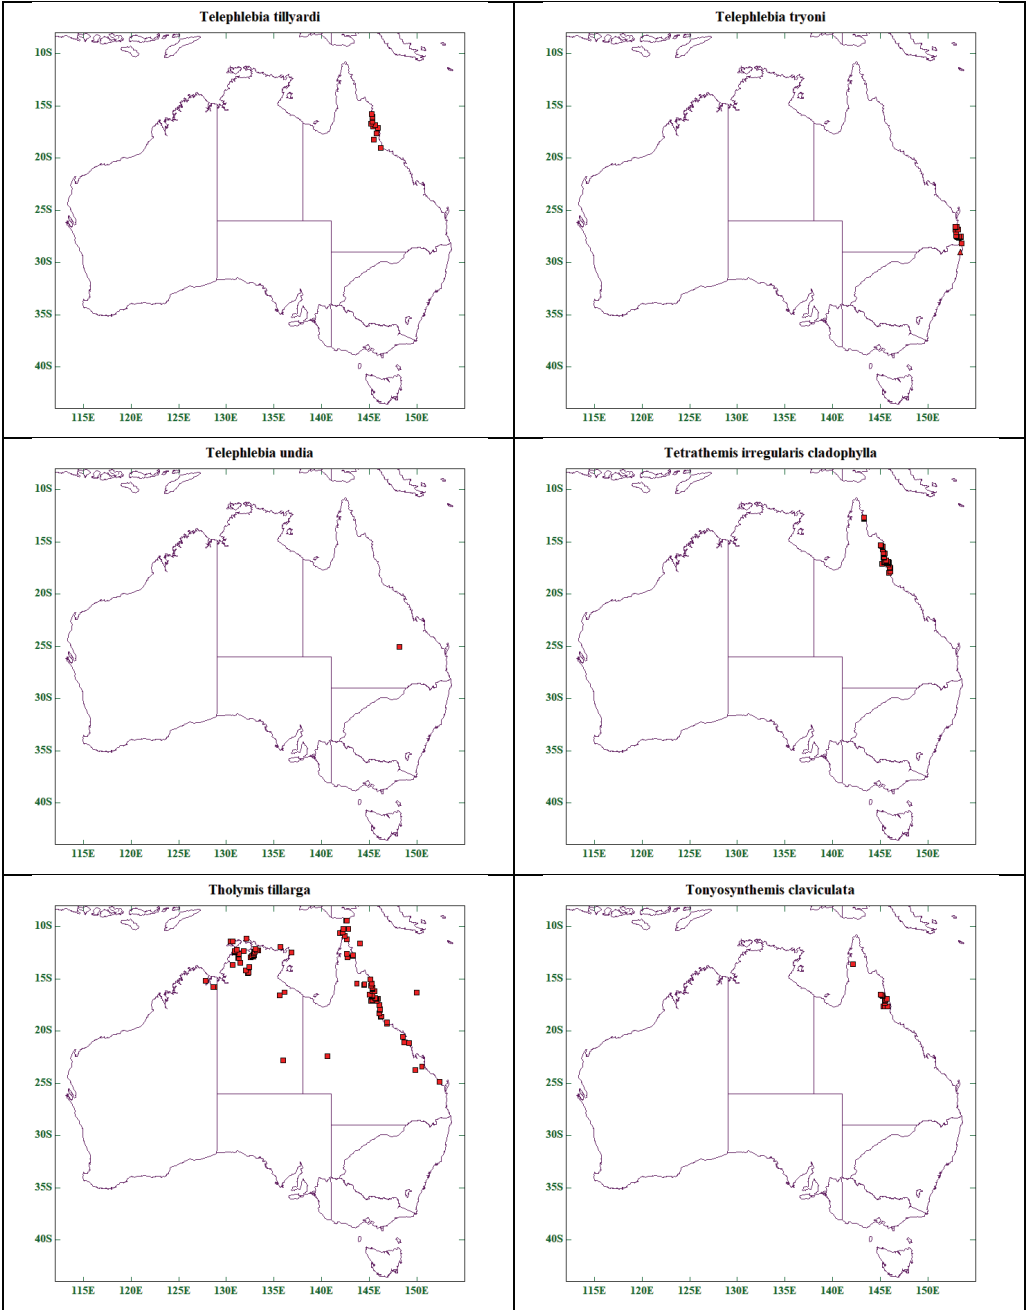 Telephlebia tillyardi
10S
15S
20S
25S
30S
35S
40S
115E 120E 125E 130E 135E 140E 145E 150E
Telephlebia tryoni
10S
15S
20S
25S
30S
35S
40S
115E 120E 125E 130E 135E 140E 145E 150E
Telephlebia undia
10S
15S
20S
25S
30S
35S
40S
115E 120E 125E 130E 135E 140E 145E 150E
Tetrathemis irregularis cladophylla
10S
15S
20S
25S
30S
35S
40S
115E 120E 125E 130E 135E 140E 145E 150E
Tholymis tillarga
10S
15S
20S
25S
30S
35S
40S
115E 120E 125E 130E 135E 140E 145E 150E
Tonyosynthemis claviculata
10S
15S
20S
25S
30S
35S
40S
115E 120E 125E 130E 135E 140E 145E 150E